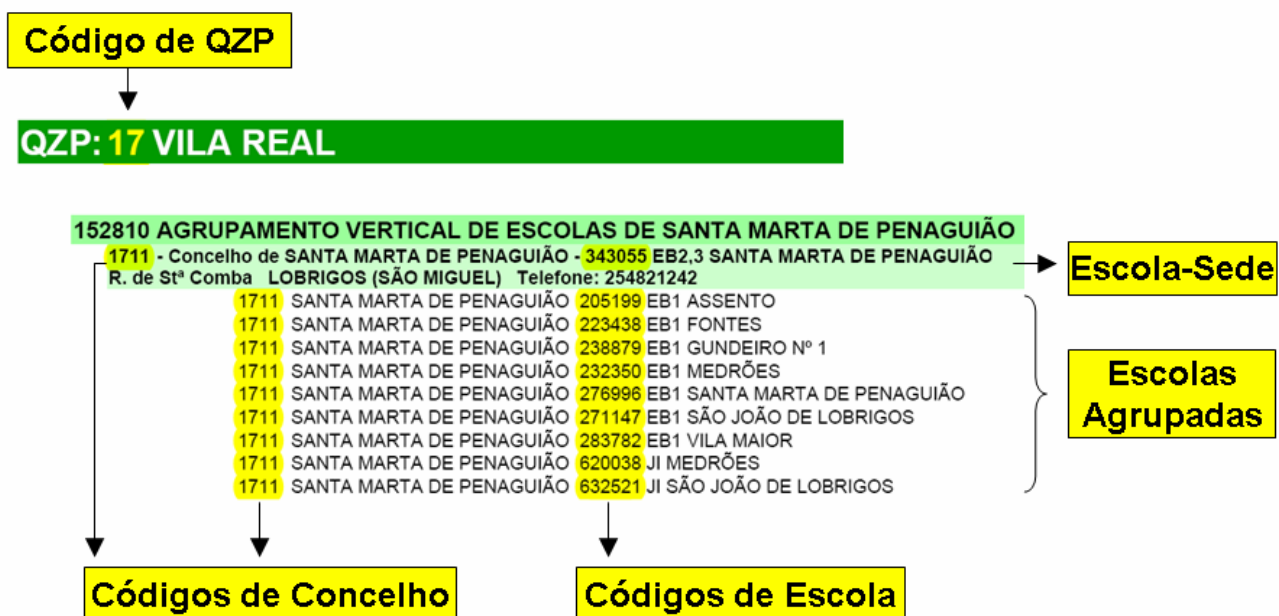 Código de QZP
QZP: 17 VILA REAL
152810 AGRUPAMENTO VERTICAL DE ESCOLAS DE SANTA MARTA DE PENAGUIÃO
1711 - Concelho de SANTA MARTA DE PENAGUIÃO - 343055 EB2,3 SANTA MARTA DE PENAGUIÃO
R. de Stª Comba LOBRIGOS (SÃO MIGUEL) Telefone: 254821242
Escola-Sede
1711 SANTA MARTA DE PENAGUIÃO 205199 EB1 ASSENTO
1711 SANTA MARTA DE PENAGUIÃO 223438 EB1 FONTES
1711 SANTA MARTA DE PENAGUIÃO 238879 EB1 GUNDEIRO Nº 1
1711 SANTA MARTA DE PENAGUIÃO 232350 EB1 MEDRÕES
1711 SANTA MARTA DE PENAGUIÃO 276996 EB1 SANTA MARTA DE PENAGUIÃO
1711 SANTA MARTA DE PENAGUIÃO 271147 EB1 SÃO JOÃO DE LOBRIGOS
1711 SANTA MARTA DE PENAGUIÃO 283782 EB1 VILA MAIOR
1711 SANTA MARTA DE PENAGUIÃO 620038 JI MEDRÕES
1711 SANTA MARTA DE PENAGUIÃO 632521 JI SÃO JOÃO DE LOBRIGOS
Escolas
Agrupadas
Códigos de Concelho
Códigos de Escola